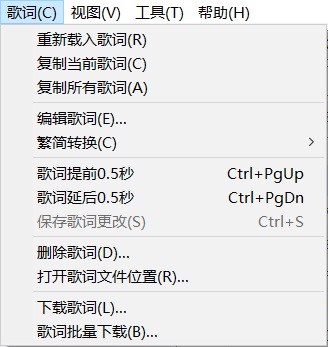 歌词(C) 视图(V) 工具(T) 帮助(H)
重新载入歌词(R)
复制当前歌词(C)
复制所有歌词(A)
编辑歌词(E)...
繁简转换(C)
歌词提前0.5秒 Ctrl+PgUp
歌词延后0.5秒 Ctrl+PgDn
保存歌词更改(S) Ctrl+S
删除歌词(D)...
打开歌词文件位置(R)...
下载歌词(L)...
歌词批量下载(B)...